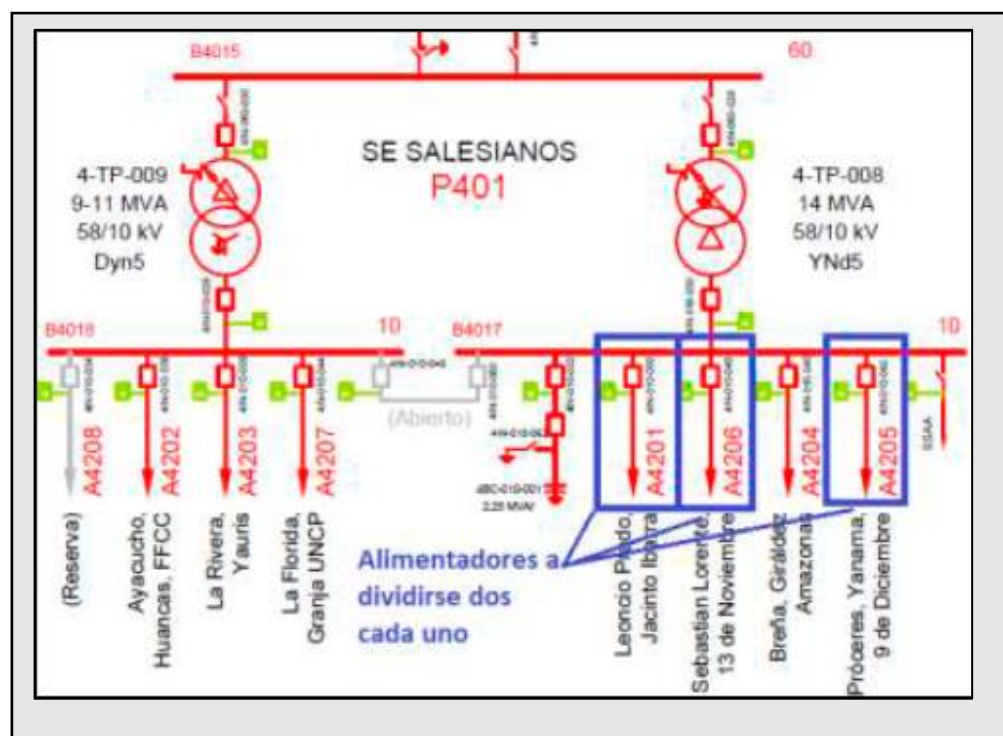 B4015
60
SE SALESIANOS
P401
4-TP-009
9-11 MVA
58/10 kV
Dyn5
4-TP-008
14 MVA
58/10 kV
YNd5
B4018
10
B4017
10
(Abierto)
A4208
A4202
A4203
A4207
2,25 MVAr
A4201
A4206
A4204
A4205
SSAA
(Reserva)
Ayacucho,
Huancas, FFCC
La Rivera,
Yauris
La Florida,
Granja UNCP
Alimentadores a
dividirse dos
cada uno
Leoncio Prado,
Jacinto Ibarra
Sebastian Lorente,
13 de Noviembre
Breña, Giráldez
Amazonas
Próceres, Yanama,
9 de Diciembre